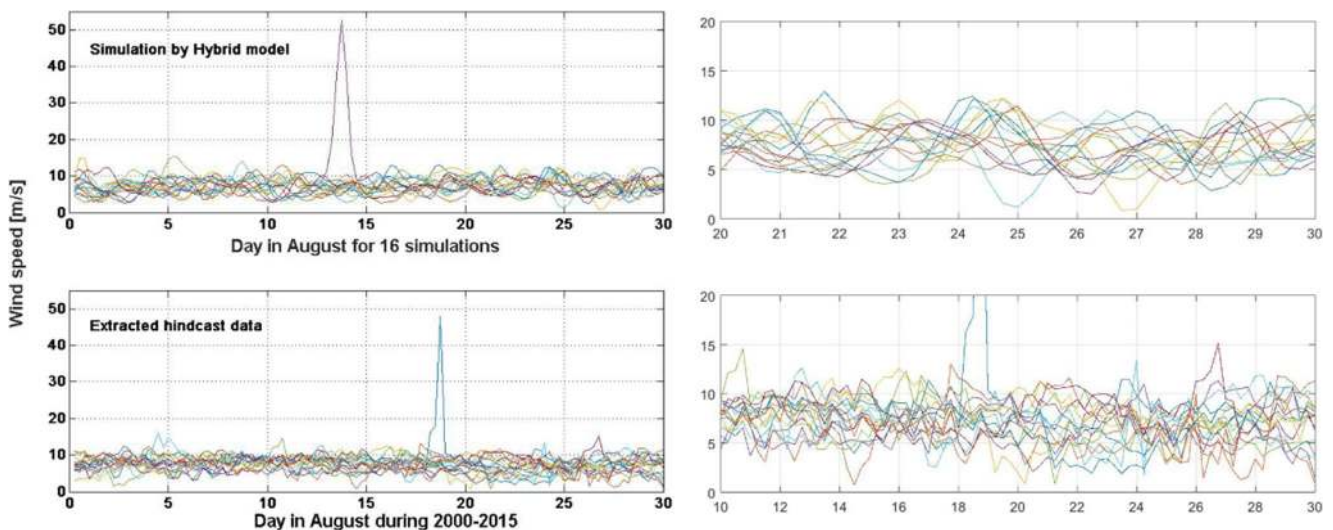 Wind speed [m/s]
50
40
30
20
10
0
Simulation by Hybrid model
0 5 10 15 20 25 30
Day in August for 16 simulations
20
15
10
5
0
20 21 22 23 24 25 26 27 28 29 30
50
40
30
20
10
0
Extracted hindcast data
0 5 10 15 20 25 30
Day in August during 2000-2015
20
15
10
5
0
10 12 14 16 18 20 22 24 26 28 30